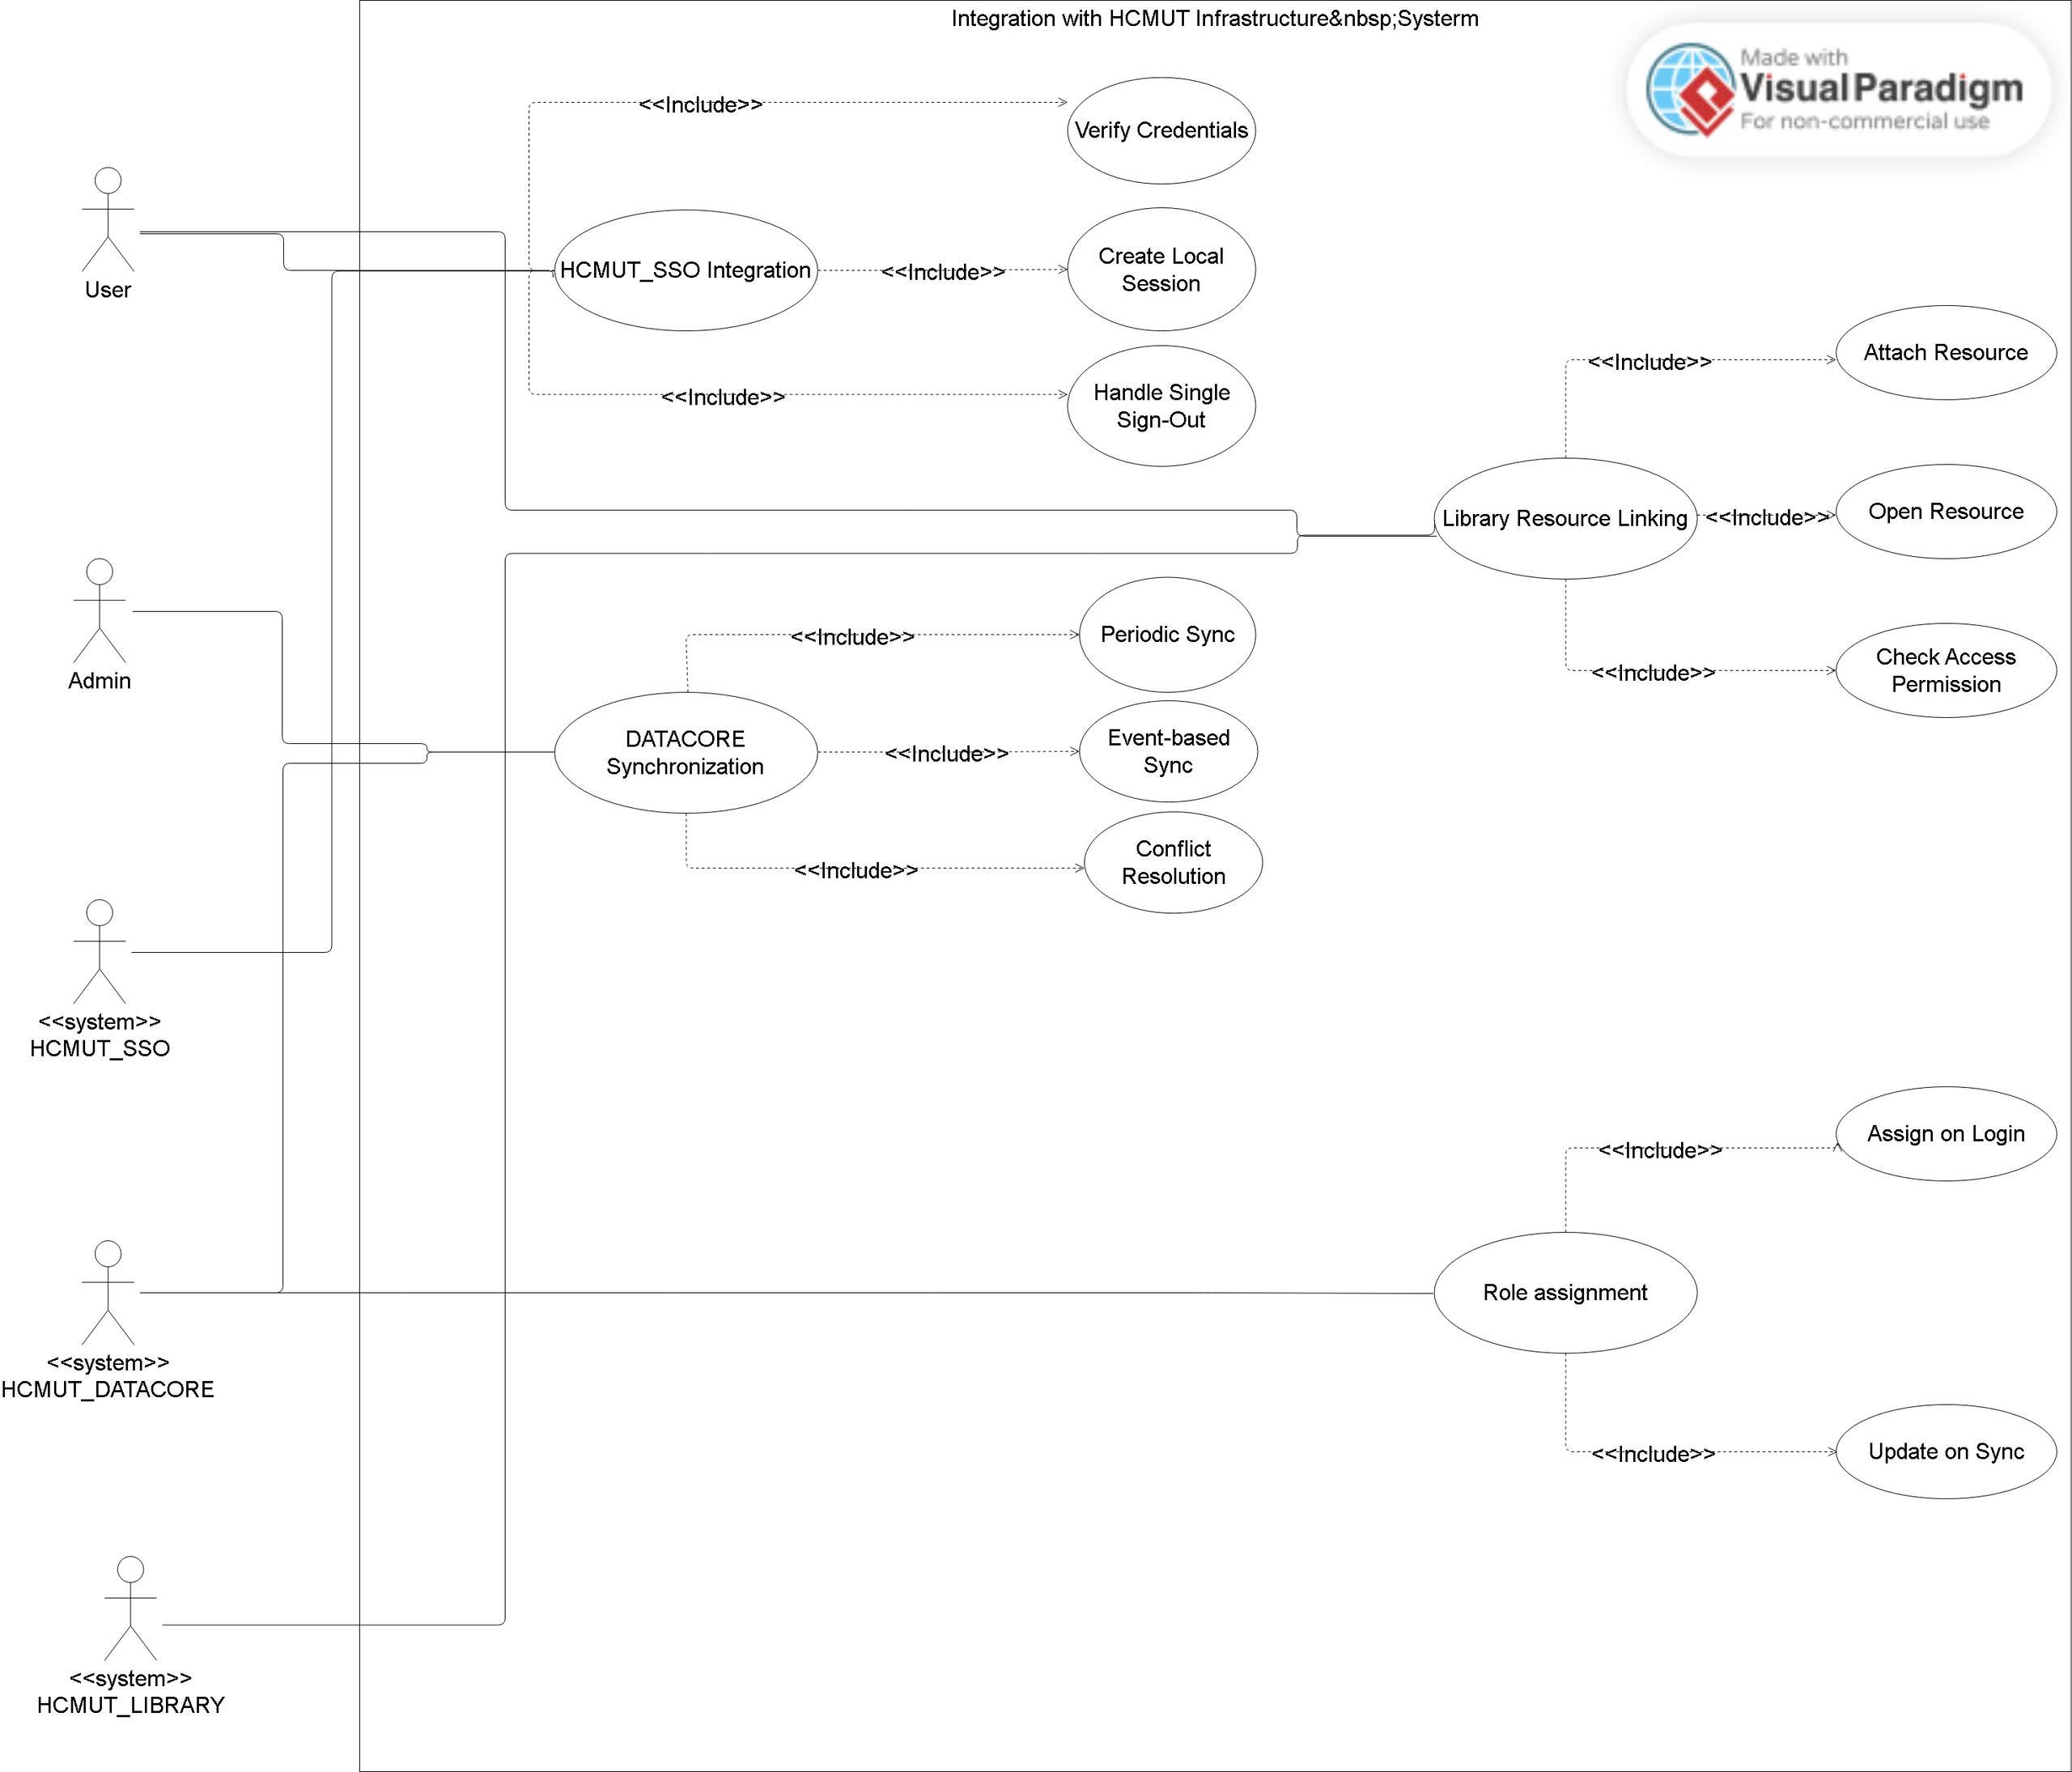 Integration with HCMUT Infrastructure&nbsp;Systerm
Made with
Visual Paradigm
For non-commercial use
<<Include>>
Verify Credentials
User
HCMUT_SSO Integration
<<Include>>
Create Local
Session
<<Include>>
Handle Single
Sign-Out
<<Include>>
Attach Resource
Library Resource Linking
<<Include>>
Open Resource
<<Include>>
Check Access
Permission
Admin
<<Include>>
Periodic Sync
DATACORE
Synchronization
<<Include>>
Event-based
Sync
<<Include>>
Conflict
Resolution
<<system>>
HCMUT_SSO
<<Include>>
Assign on Login
Role assignment
<<system>>
HCMUT_DATACORE
<<Include>>
Update on Sync
<<system>>
HCMUT_LIBRARY